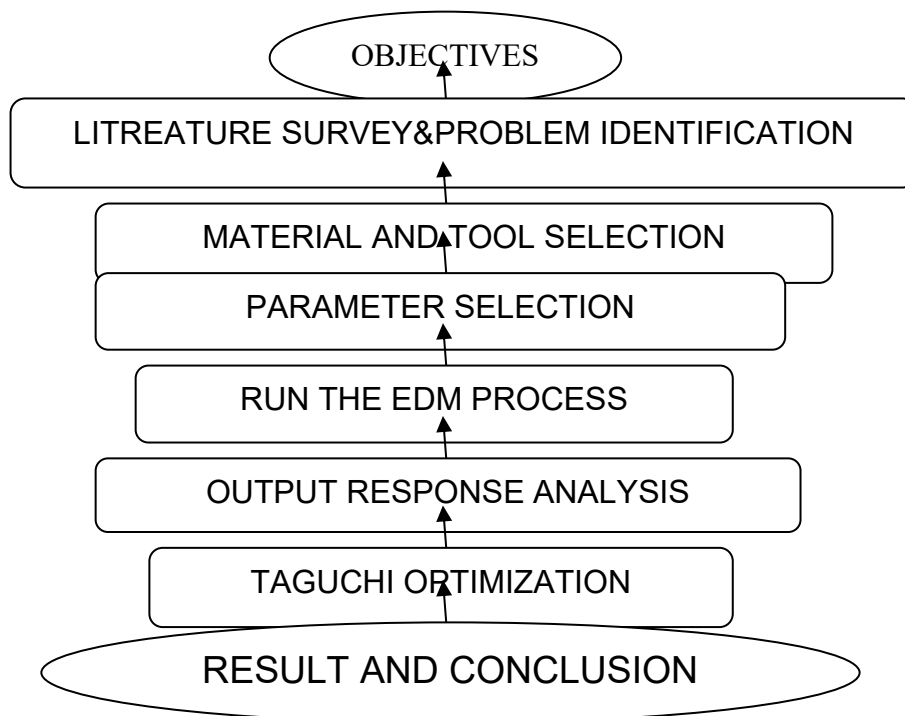 OBJECTIVES
LITREATURE SURVEY&PROBLEM IDENTIFICATION
MATERIAL AND TOOL SELECTION
PARAMETER SELECTION
RUN THE EDM PROCESS
OUTPUT RESPONSE ANALYSIS
TAGUCHI OPTIMIZATION
RESULT AND CONCLUSION